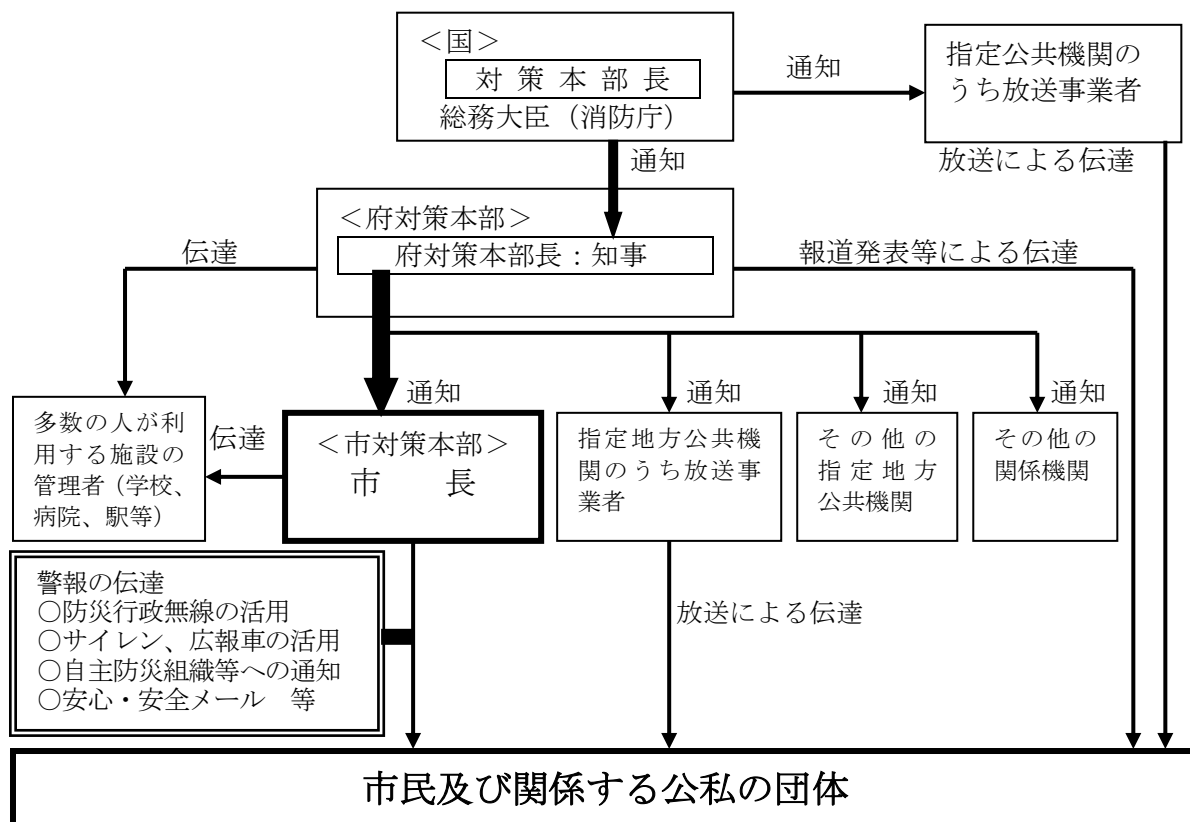 <国>
対策本部長
総務大臣（消防庁）
通知
指定公共機関の
うち放送事業者
放送による伝達
通知
<府対策本部>
府対策本部長：知事
伝達
報道発表等による伝達
通知
通知
通知
通知
多数の人が利
用する施設の
管理者（学校、
病院、駅等）
伝達
<市対策本部>
市　　長
指定地方公共機
関のうち放送事
業者
その他の
指定地方
公共機関
その他の
関係機関
警報の伝達
○防災行政無線の活用
○サイレン、広報車の活用
○自主防災組織等への通知
○安心・安全メール　等
放送による伝達
市民及び関係する公私の団体